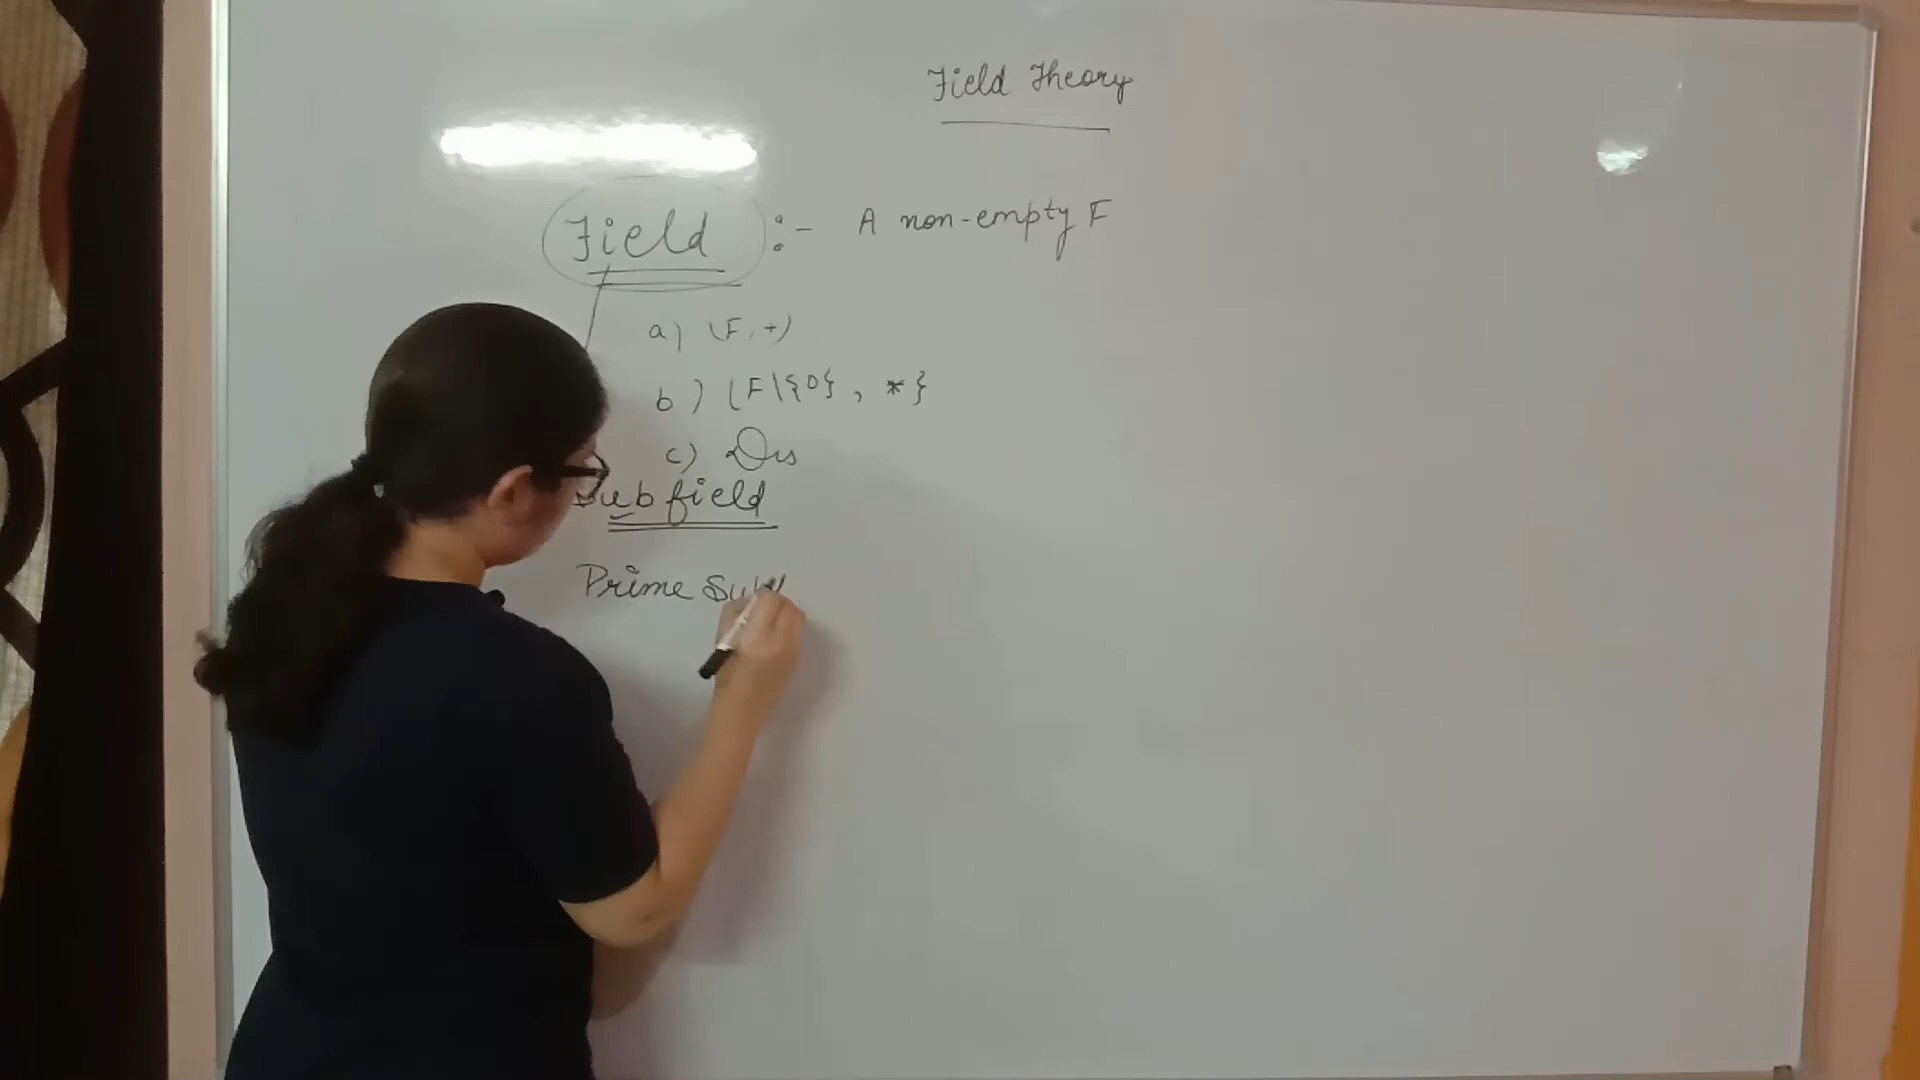 Field Theory
Field :- A non-empty F
a) (F, +)
b) (F\{0}, *}
c) Dis
Subfield
Prime Sub